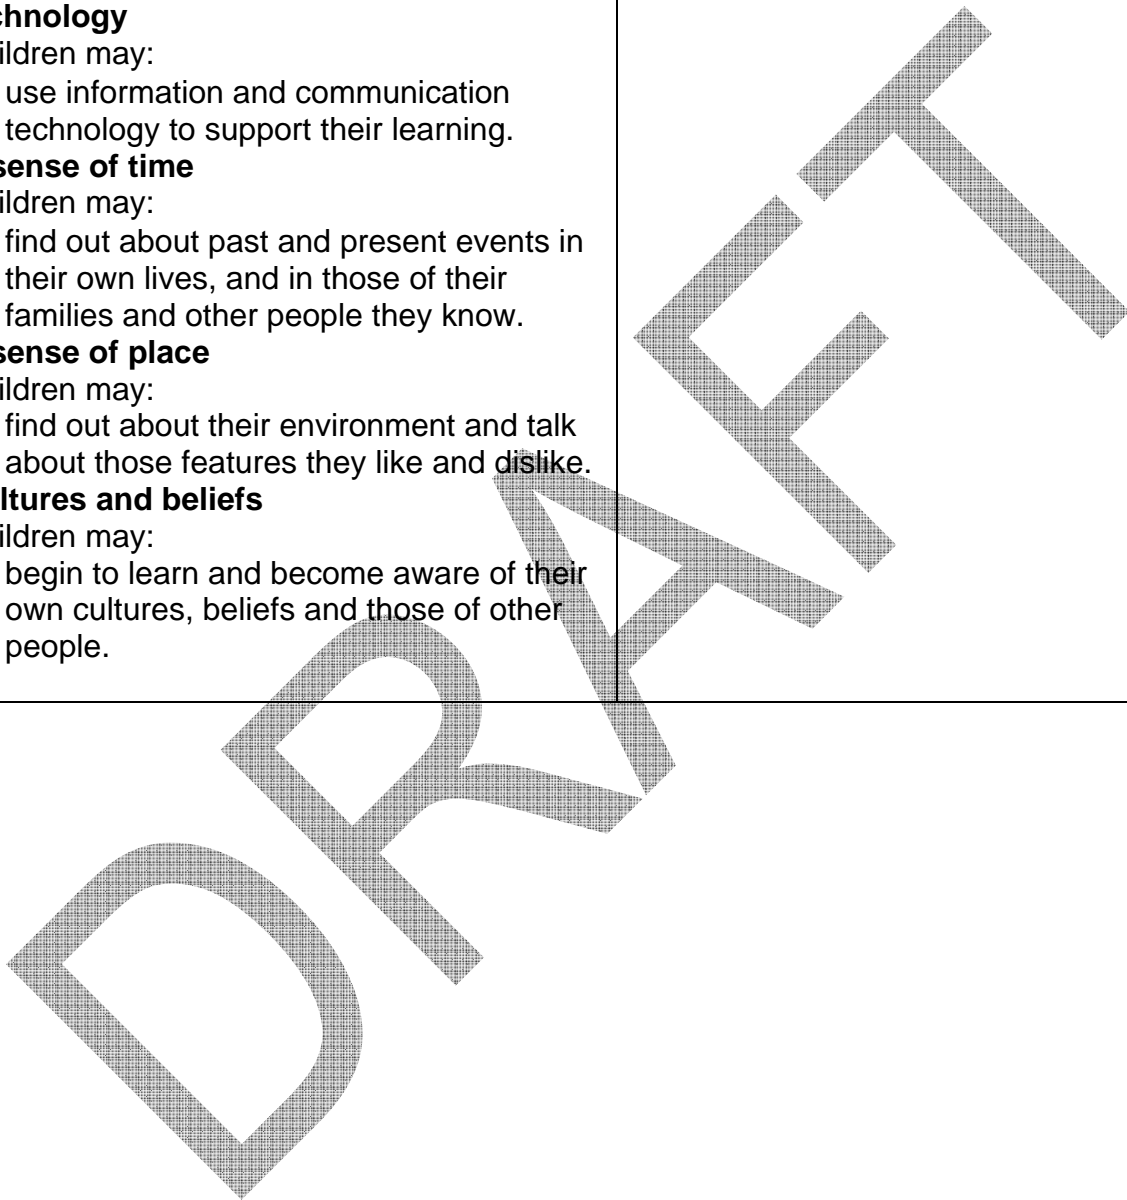 chnology
ildren may:
use information and communication
technology to support their learning.
sense of time
ildren may:
find out about past and present events in
their own lives, and in those of their
families and other people they know.
sense of place
ildren may:
find out about their environment and talk
about those features they like and dislike.
ltures and beliefs
ildren may:
begin to learn and become aware of their
own cultures, beliefs and those of other
people.
DRAFT